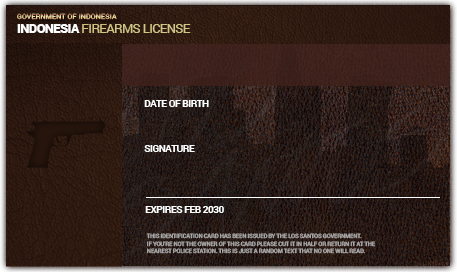 GOVERNMENT OF INDONESIA
INDONESIA FIREARMS LICENSE
DATE OF BIRTH
SIGNATURE
EXPIRES FEB 2030
THIS IDENTIFICATION CARD HAS BEEN ISSUED BY THE LOS SANTOS GOVERNMENT.
IF YOU'RE NOT THE OWNER OF THIS CARD PLEASE CUT IT IN HALF OR RETURN IT AT THE
NEAREST POLICE STATION. THIS IS JUST A RANDOM TEXT THAT NO ONE WILL READ.